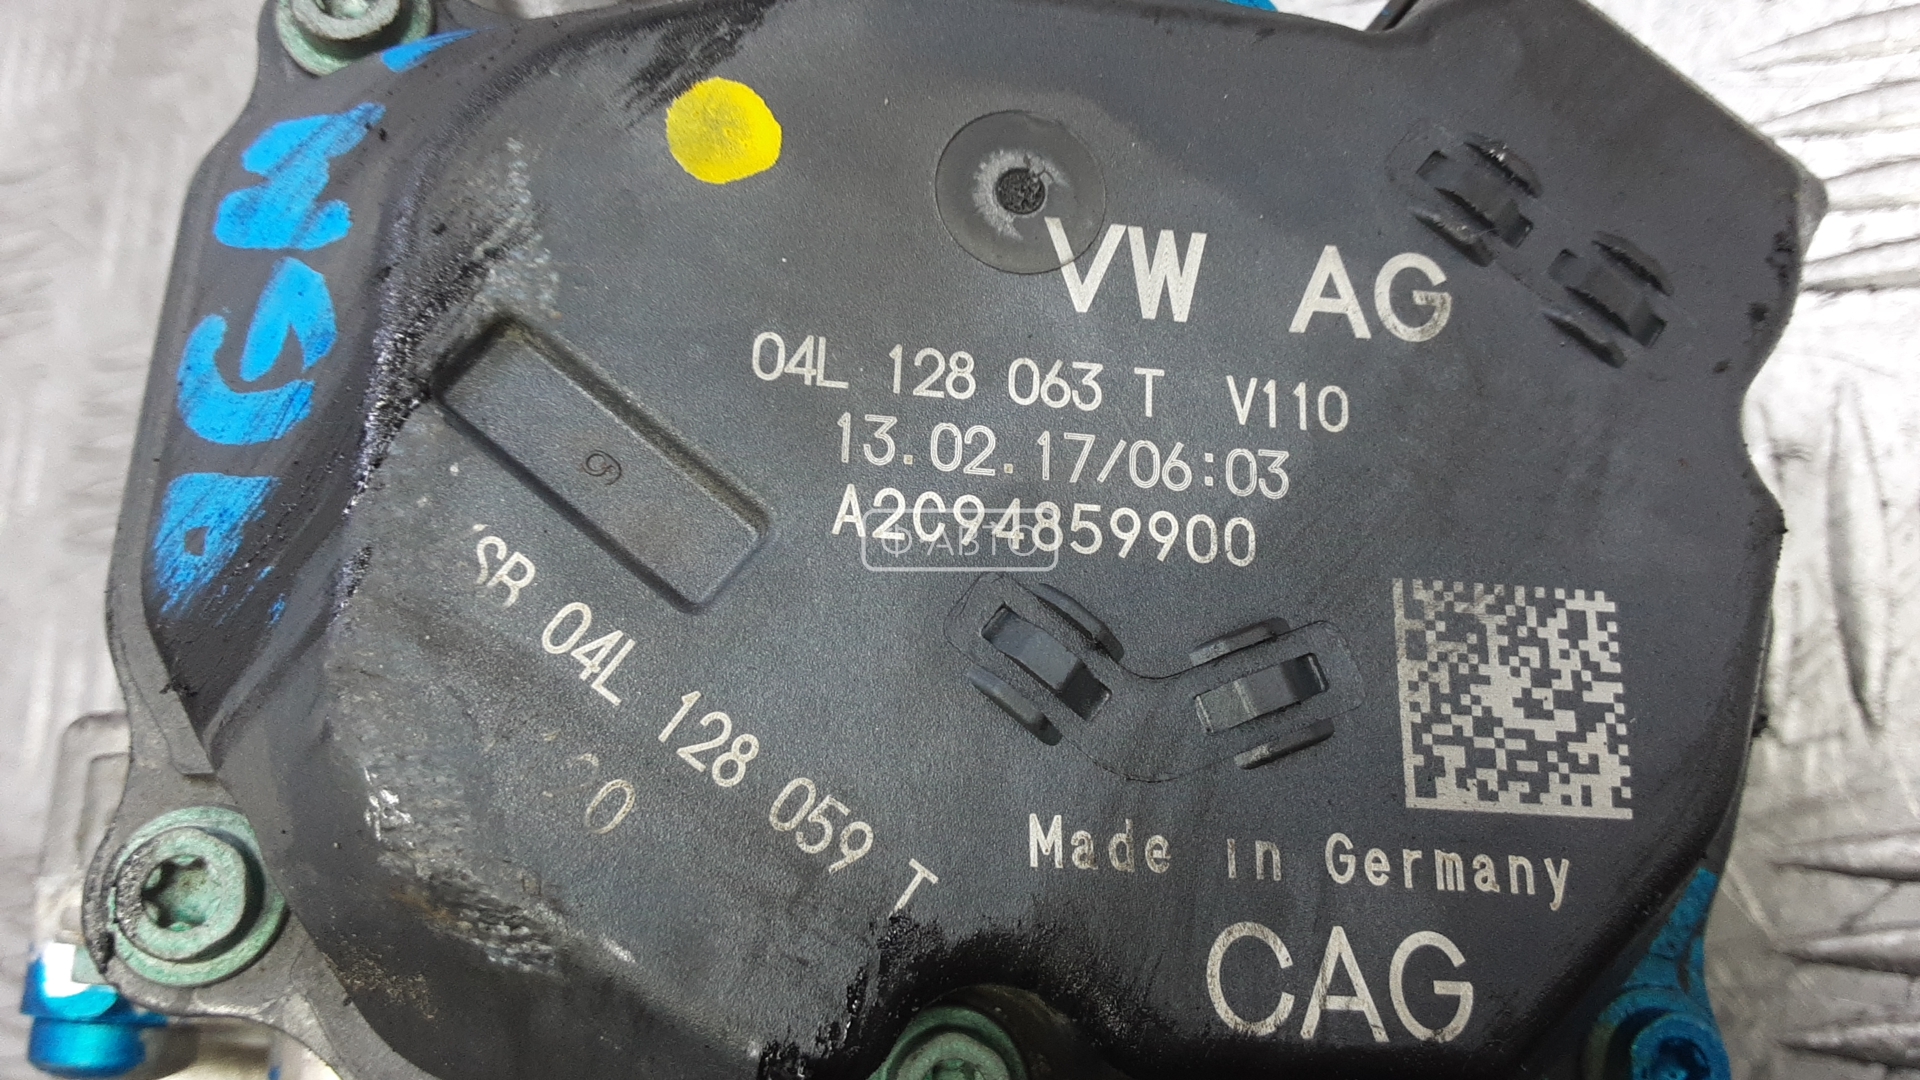 VW AG
04L 128 063 T V110
13.02.17/06:03
A2C94859900
Ф-АВТО
SR 04L 128 059 T
Made in Germany
CAG